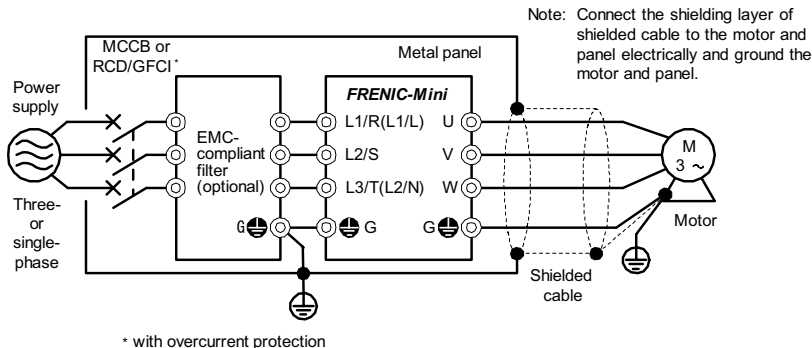 Note: Connect the shielding layer of
shielded cable to the motor and
panel electrically and ground the
motor and panel.
MCCB or
RCD/GFCI *
Metal panel
Power
supply
FRENIC-Mini
L1/R(L1/L) U
EMC-
compliant
filter
(optional)
L2/S V
L3/T(L2/N) W
G G G
M
3 ~
Motor
Three-
or
single-
phase
Shielded
cable
* with overcurrent protection